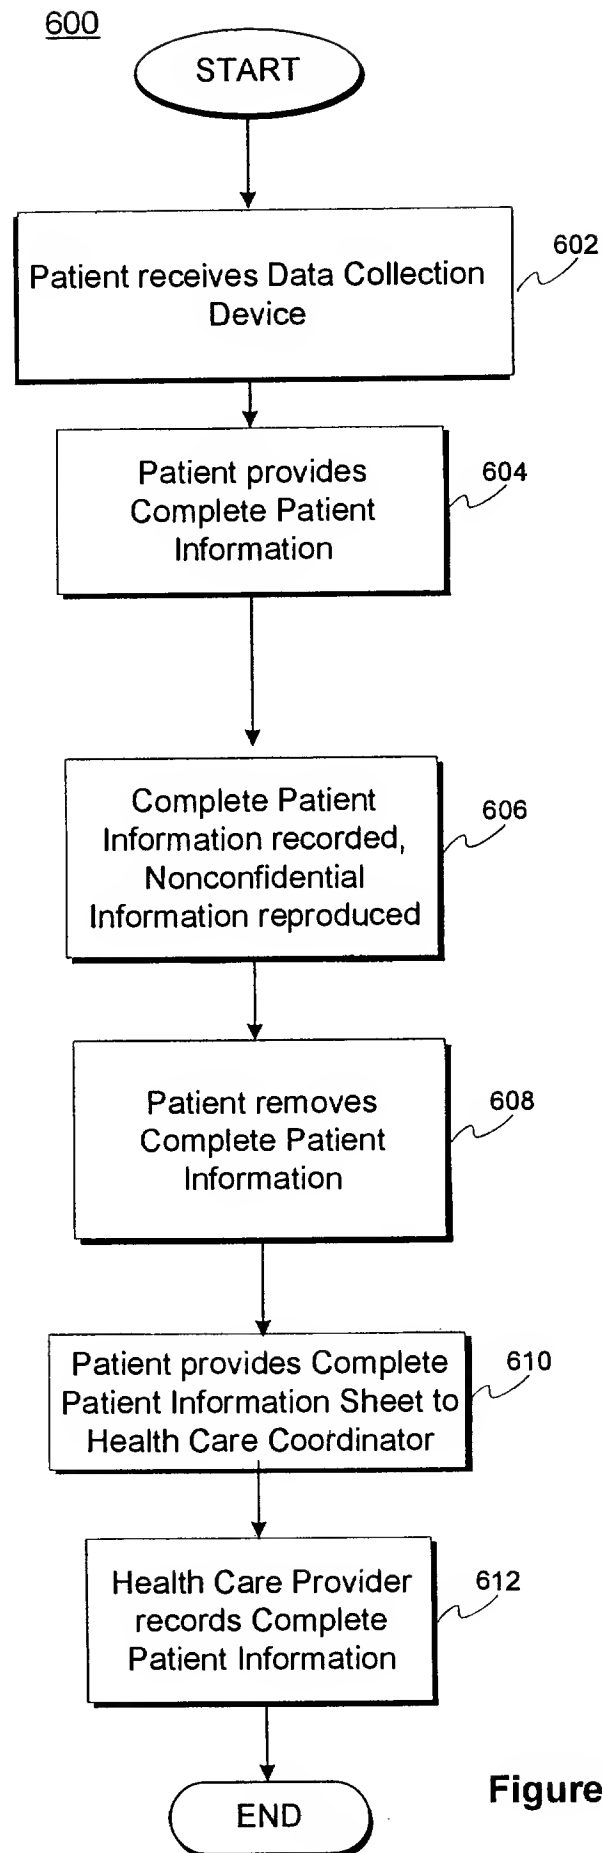 600
START
Patient receives Data Collection
Device
602
Patient provides
Complete Patient
Information
604
Complete Patient
Information recorded,
Nonconfidential
Information reproduced
606
Patient removes
Complete Patient
Information
608
Patient provides Complete
Patient Information Sheet to
Health Care Coordinator
610
Health Care Provider
records Complete
Patient Information
612
END
Figure